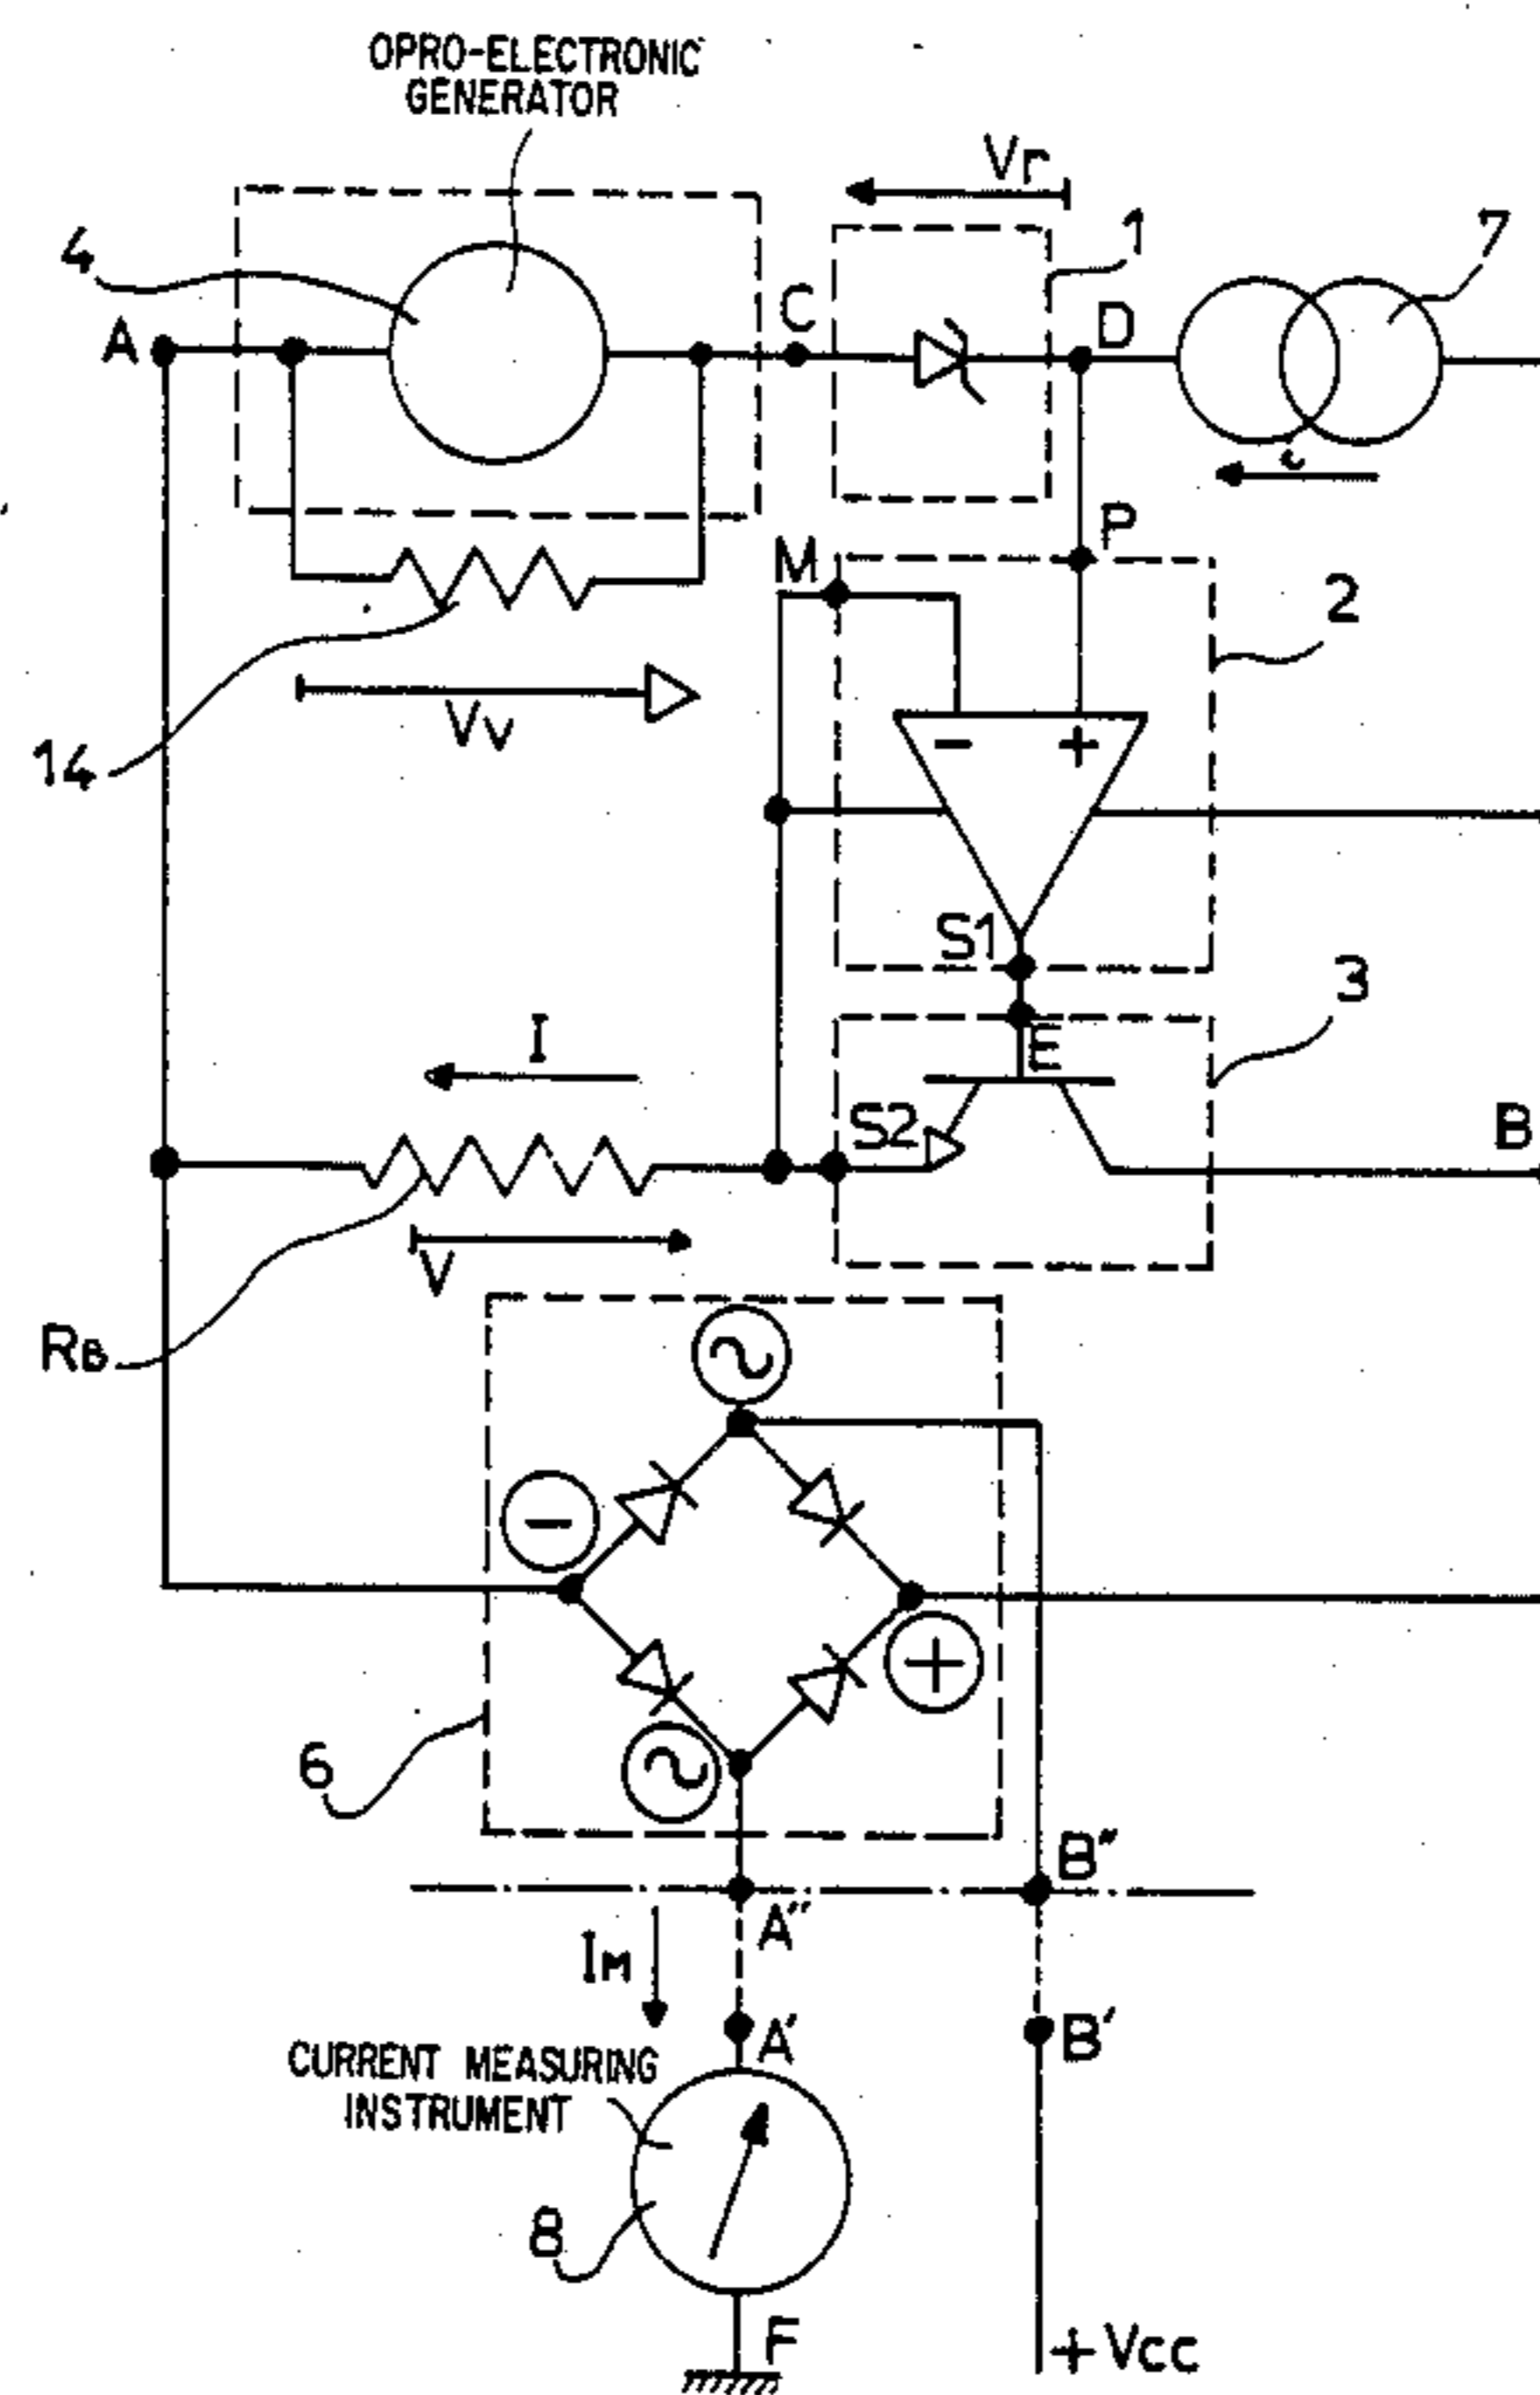 OPRO-ELECTRONIC
GENERATOR
Vr
4
1
7
A
C
D
i
P
M
2
Vv
14
- +
S1
3
I
E
S2
B
V
RB
~
-
+
6
~
B"
A"
IM
A'
B'
CURRENT MEASURING
INSTRUMENT
8
F
+Vcc